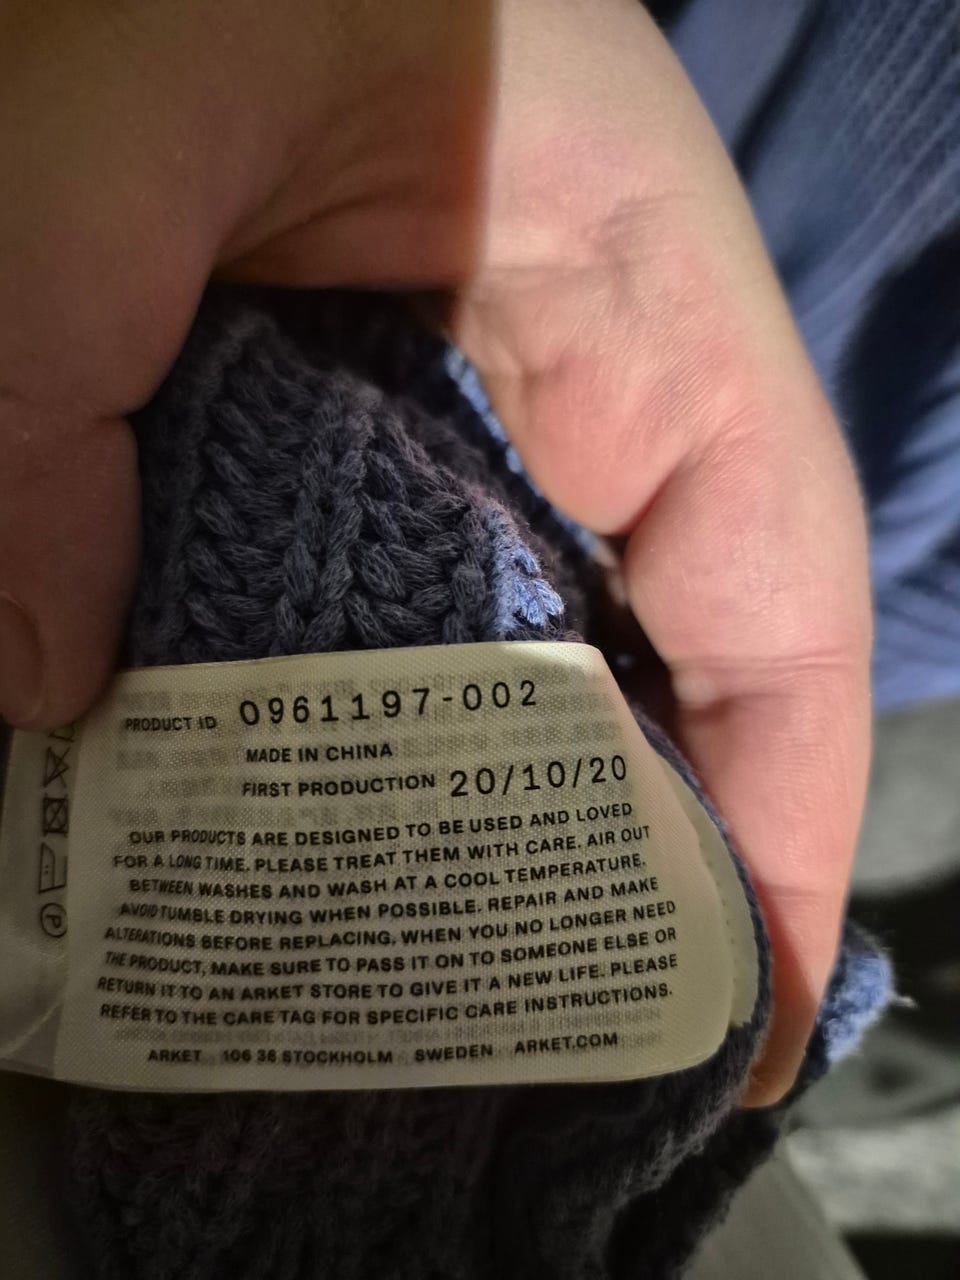 PRODUCT ID 0961197-002
MADE IN CHINA
FIRST PRODUCTION 20/10/20
OUR PRODUCTS ARE DESIGNED TO BE USED AND LOVED
FOR A LONG TIME. PLEASE TREAT THEM WITH CARE. AIR OUT
BETWEEN WASHES AND WASH AT A COOL TEMPERATURE.
AVOID TUMBLE DRYING WHEN POSSIBLE. REPAIR AND MAKE
ALTERATIONS BEFORE REPLACING. WHEN YOU NO LONGER NEED
THE PRODUCT, MAKE SURE TO PASS IT ON TO SOMEONE ELSE OR
RETURN IT TO AN ARKET STORE TO GIVE IT A NEW LIFE. PLEASE
REFER TO THE CARE TAG FOR SPECIFIC CARE INSTRUCTIONS.
ARKET 106 38 STOCKHOLM SWEDEN ARKET.COM
P